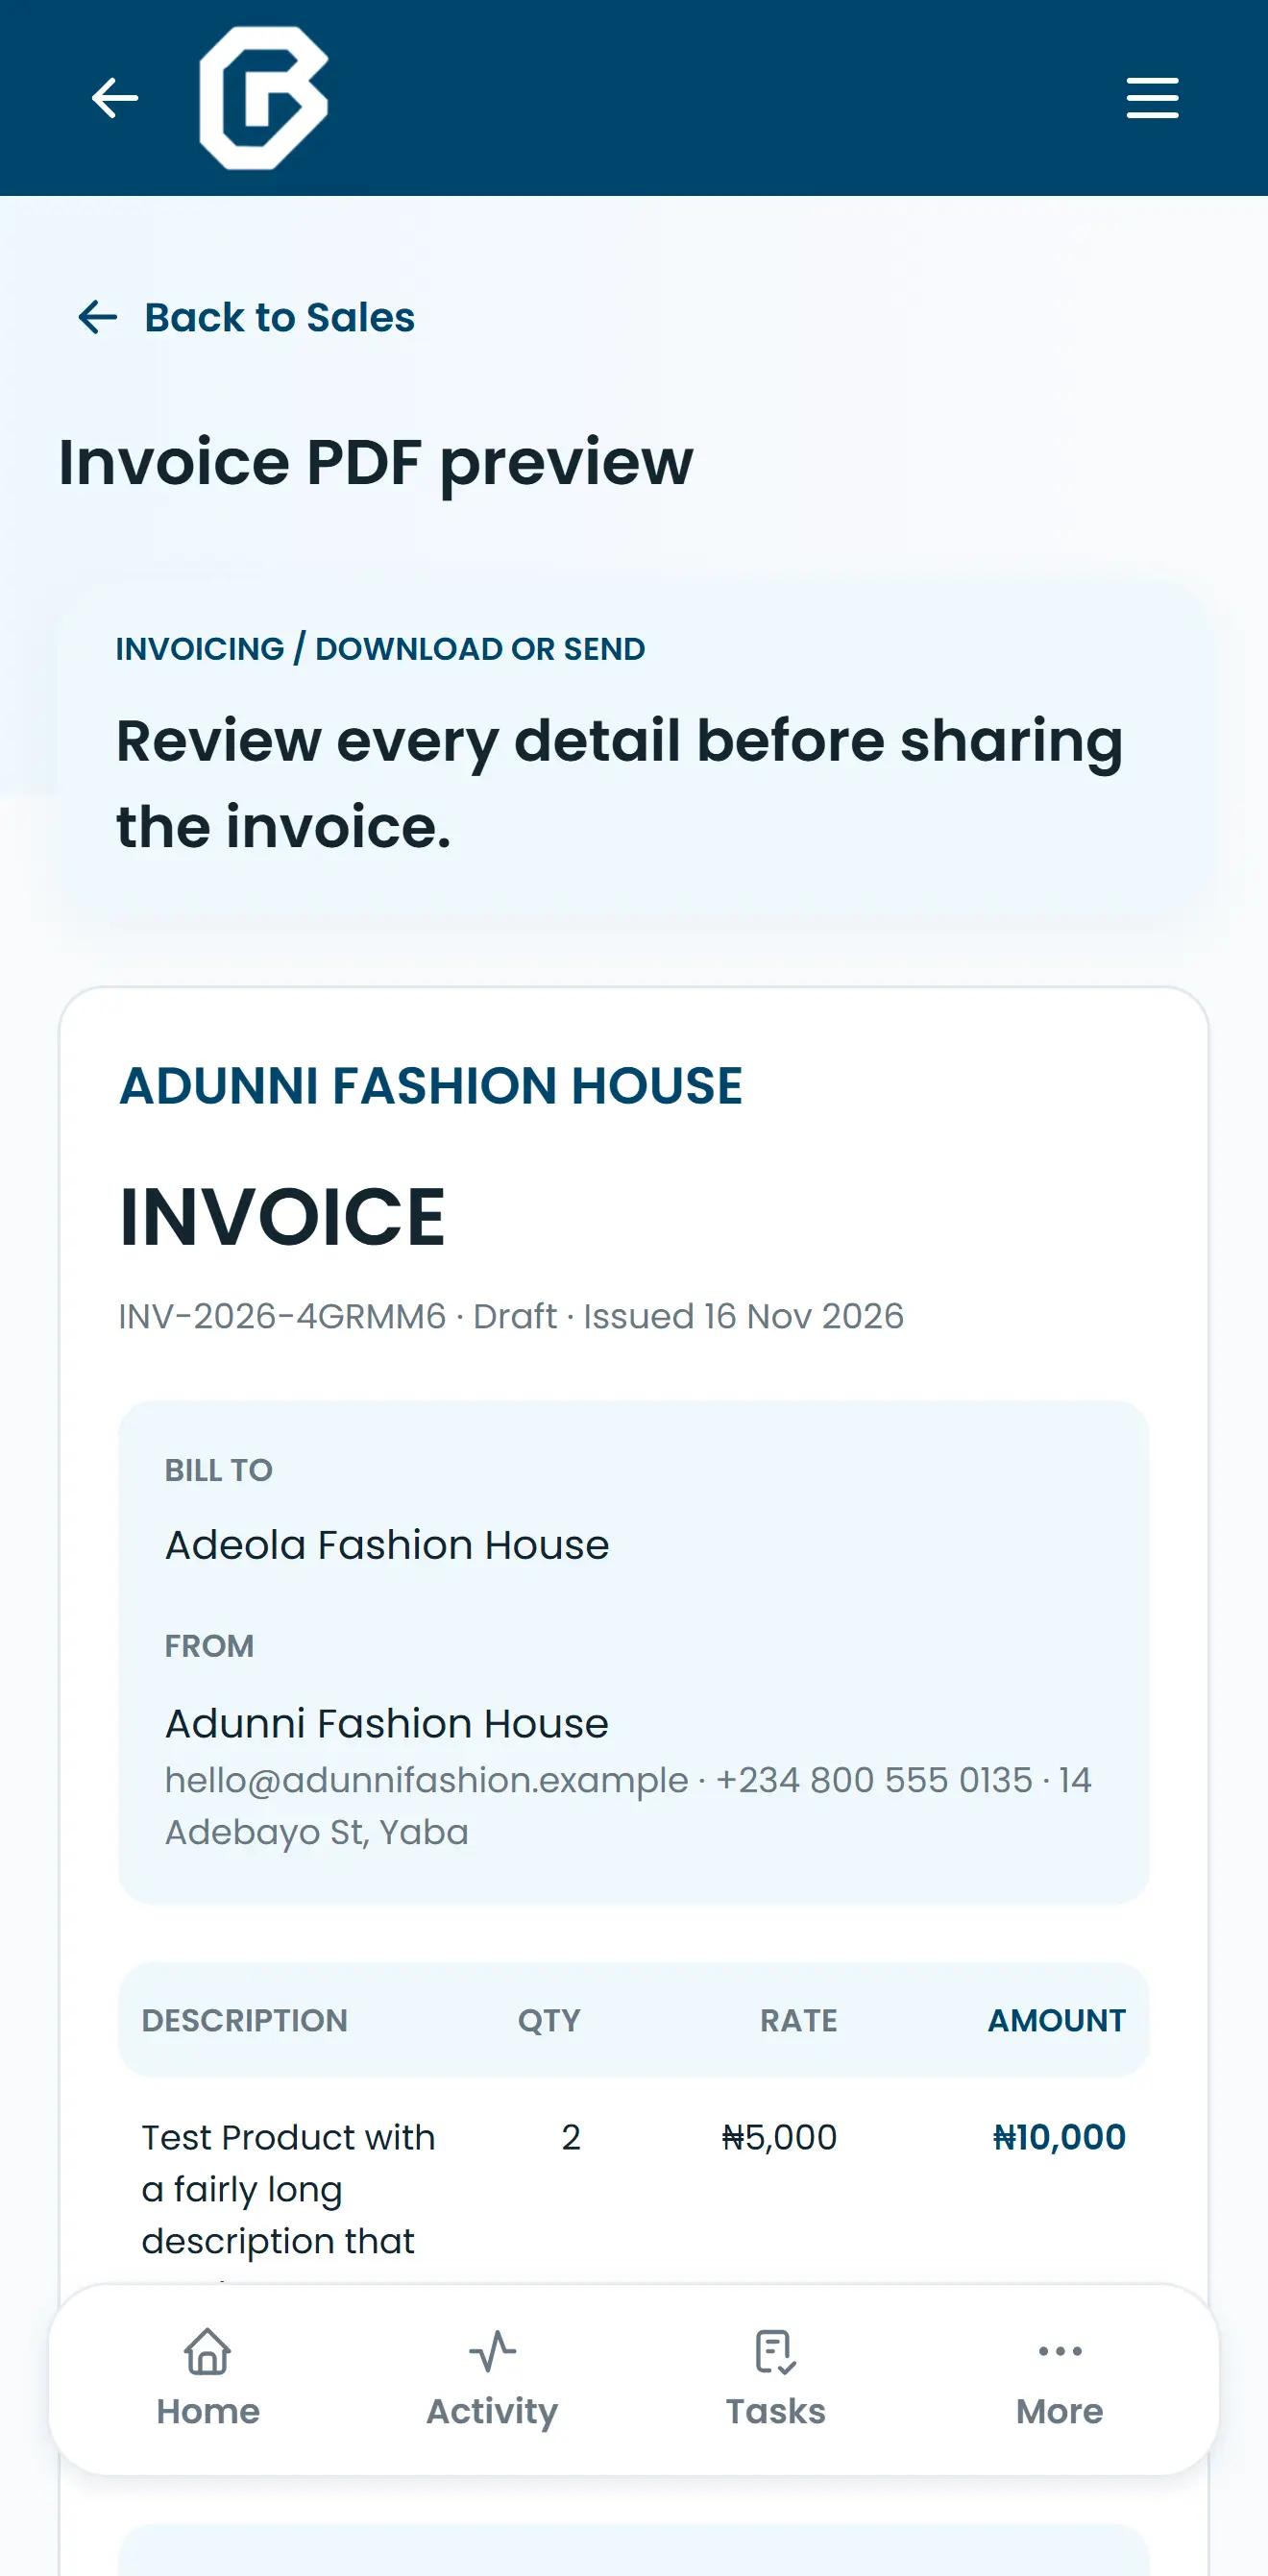 Back to Sales
Invoice PDF preview
INVOICING / DOWNLOAD OR SEND
Review every detail before sharing
the invoice.
ADUNNI FASHION HOUSE
INVOICE
INV-2026-4GRMM6 · Draft · Issued 16 Nov 2026
BILL TO
Adeola Fashion House
FROM
Adunni Fashion House
hello@adunnifashion.example · +234 800 555 0135 · 14
Adebayo St, Yaba
DESCRIPTION QTY RATE AMOUNT
Test Product with 2 ₦5,000 ₦10,000
a fairly long
description that
Home Activity Tasks More